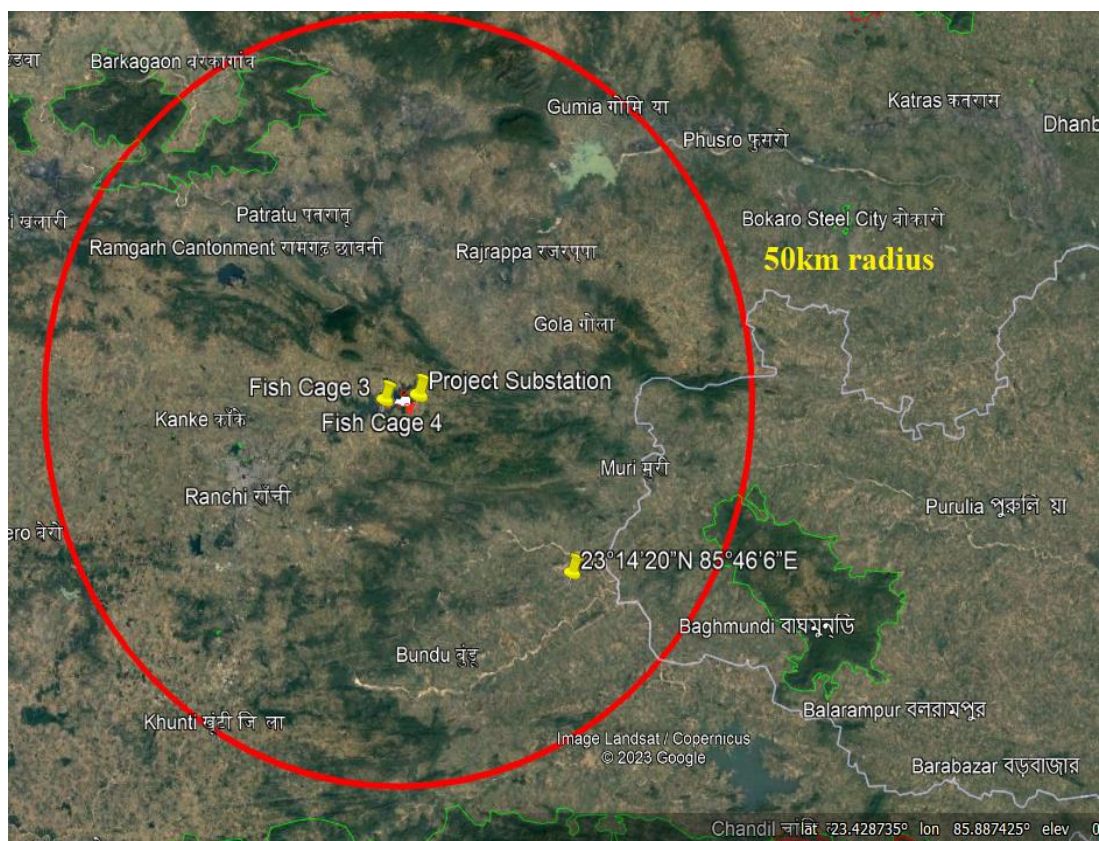 Barkagaon बरकागांव
Gumia गोमि या
Katras कतरास
Dhanb
Phusro फुसरो
खलारी
Patratu पतरातू
Bokaro Steel City बोकारो
Ramgarh Cantonment रामगढ़ छावनी
Rajrappa रजरप्पा
50km radius
Gola गोला
Fish Cage 3
Project Substation
Kanke काँके
Fish Cage 4
Muri मुरी
Ranchi राँची
Purulia পুরুলি য়া
ero बेरो
23°14'20"N 85°46'6"E
Baghmundi বাঘমুন্ডি
Bundu बुंडू
Khunti खूंटी जि ला
Balarampur বলরামপুর
Image Landsat / Copernicus
© 2023 Google
Barabazar বড়বাজার
Chandil
lat 23.428735° lon 85.887425° elev 0